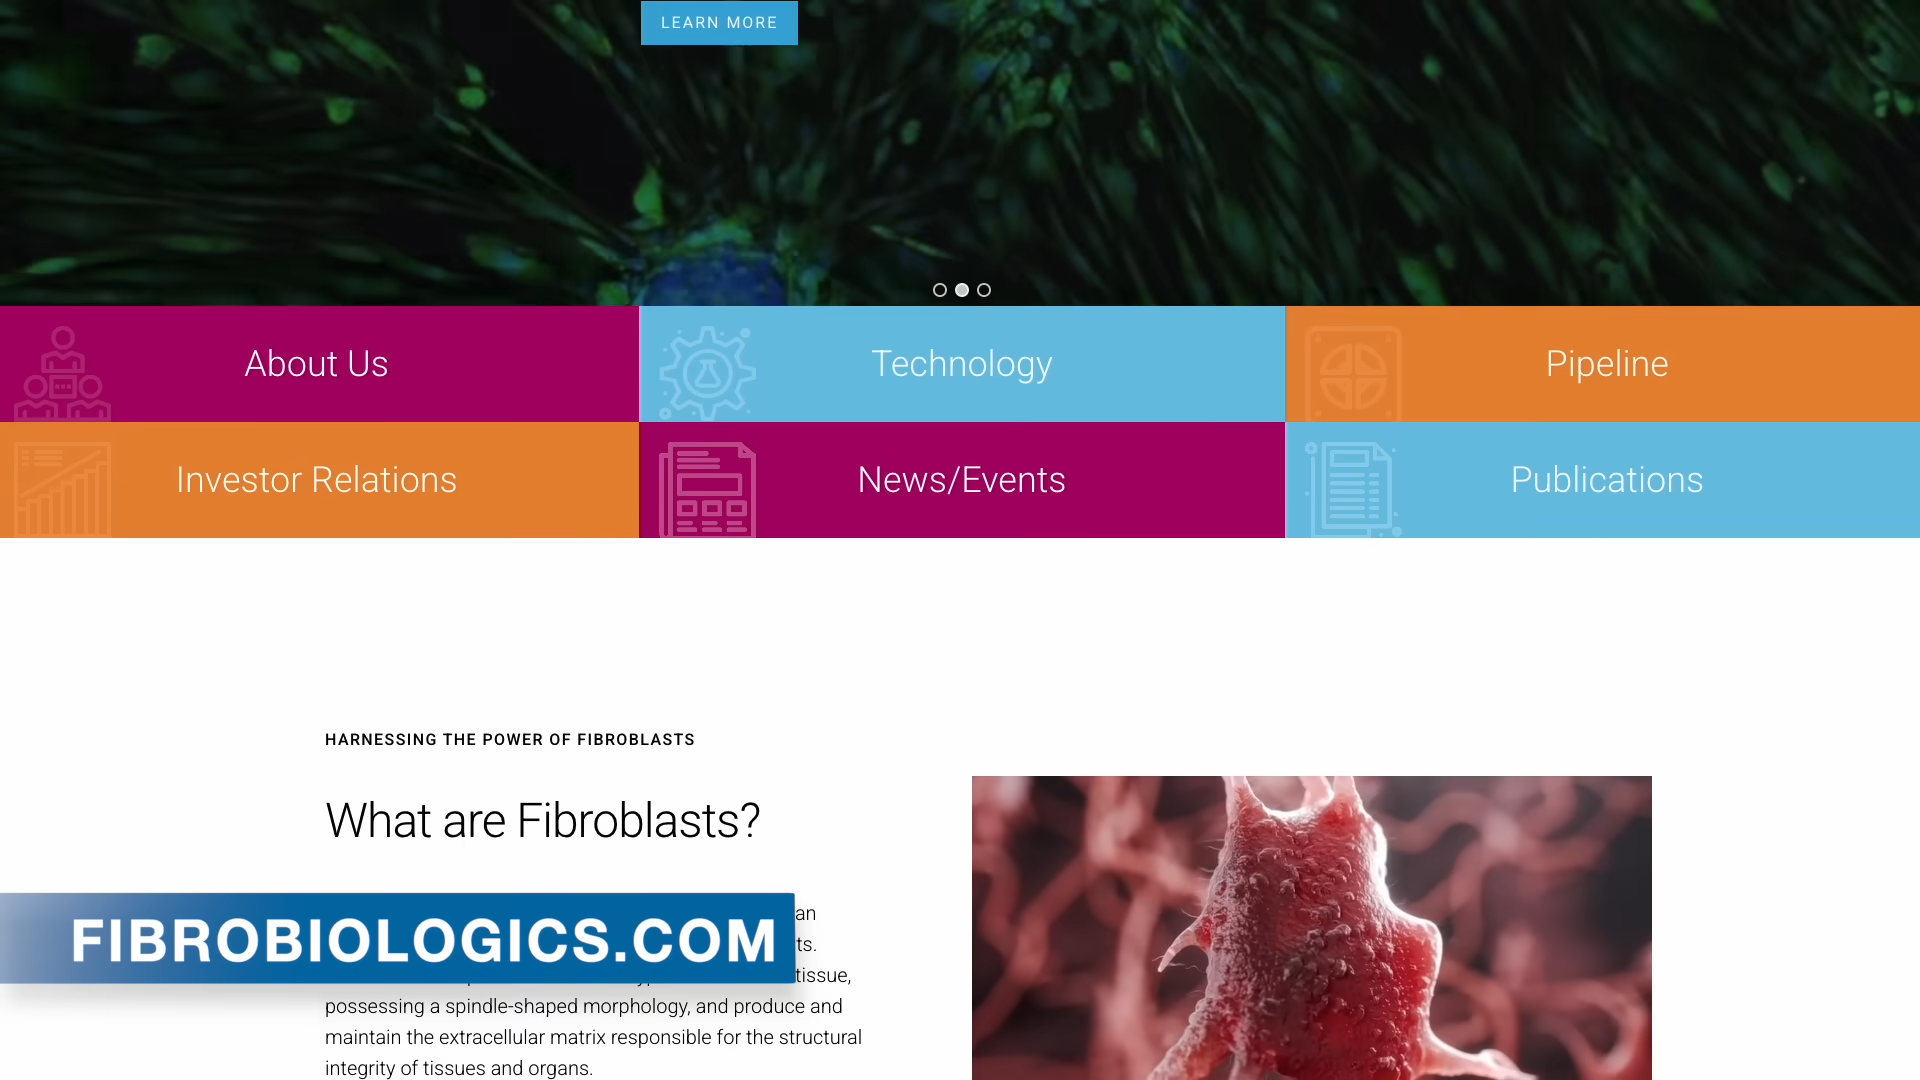 LEARN MORE
About Us
Technology
Pipeline
Investor Relations
News/Events
Publications
HARNESSING THE POWER OF FIBROBLASTS
What are Fibroblasts?
an
FIBROBIOLOGICS.COM
tissue,
possessing a spindle-shaped morphology, and produce and
maintain the extracellular matrix responsible for the structural
integrity of tissues and organs.